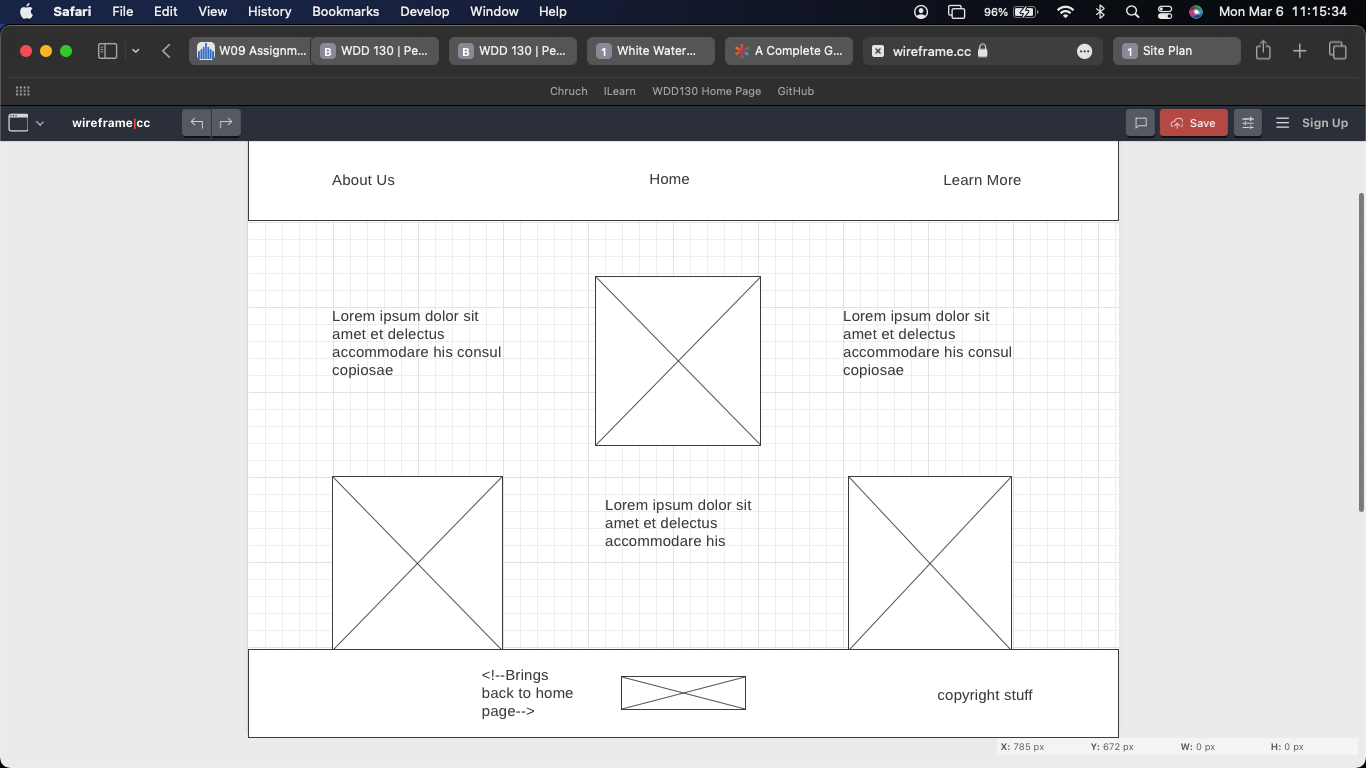 Safari File Edit View History Bookmarks Develop Window Help 96% Mon Mar 6 11:15:34
W09 Assignm... B WDD 130 | Pe... B WDD 130 | Pe... 1 White Water... A Complete G... wireframe.cc 1 Site Plan
Chruch ILearn WDD130 Home Page GitHub
wireframe|cc Save Sign Up
About Us Home Learn More
Lorem ipsum dolor sit
amet et delectus
accommodare his consul
copiosae
Lorem ipsum dolor sit
amet et delectus
accommodare his consul
copiosae
Lorem ipsum dolor sit
amet et delectus
accommodare his
<!--Brings
back to home
page-->
copyright stuff
X: 785 px Y: 672 px W: 0 px H: 0 px